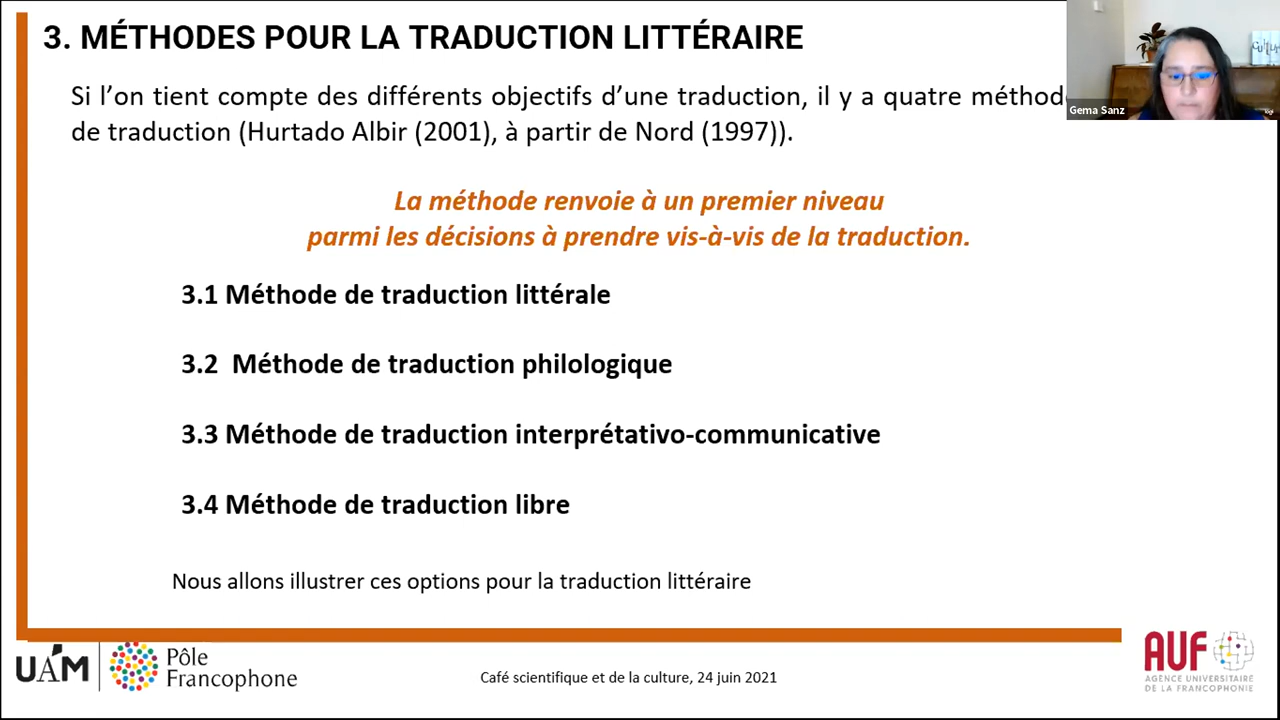 3. MÉTHODES POUR LA TRADUCTION LITTÉRAIRE
Si l’on tient compte des différents objectifs d’une traduction, il y a quatre
de traduction (Hurtado Albir (2001), à partir de Nord (1997)).
Gema Sanz
La méthode renvoie à un premier niveau
parmi les décisions à prendre vis-à-vis de la traduction.
3.1 Méthode de traduction littérale
3.2 Méthode de traduction philologique
3.3 Méthode de traduction interprétativo-communicative
3.4 Méthode de traduction libre
Nous allons illustrer ces options pour la traduction littéraire
UAM
Pôle
Francophone
Café scientifique et de la culture, 24 juin 2021
AUF
AGENCE UNIVERSITAIRE
DE LA FRANCOPHONIE